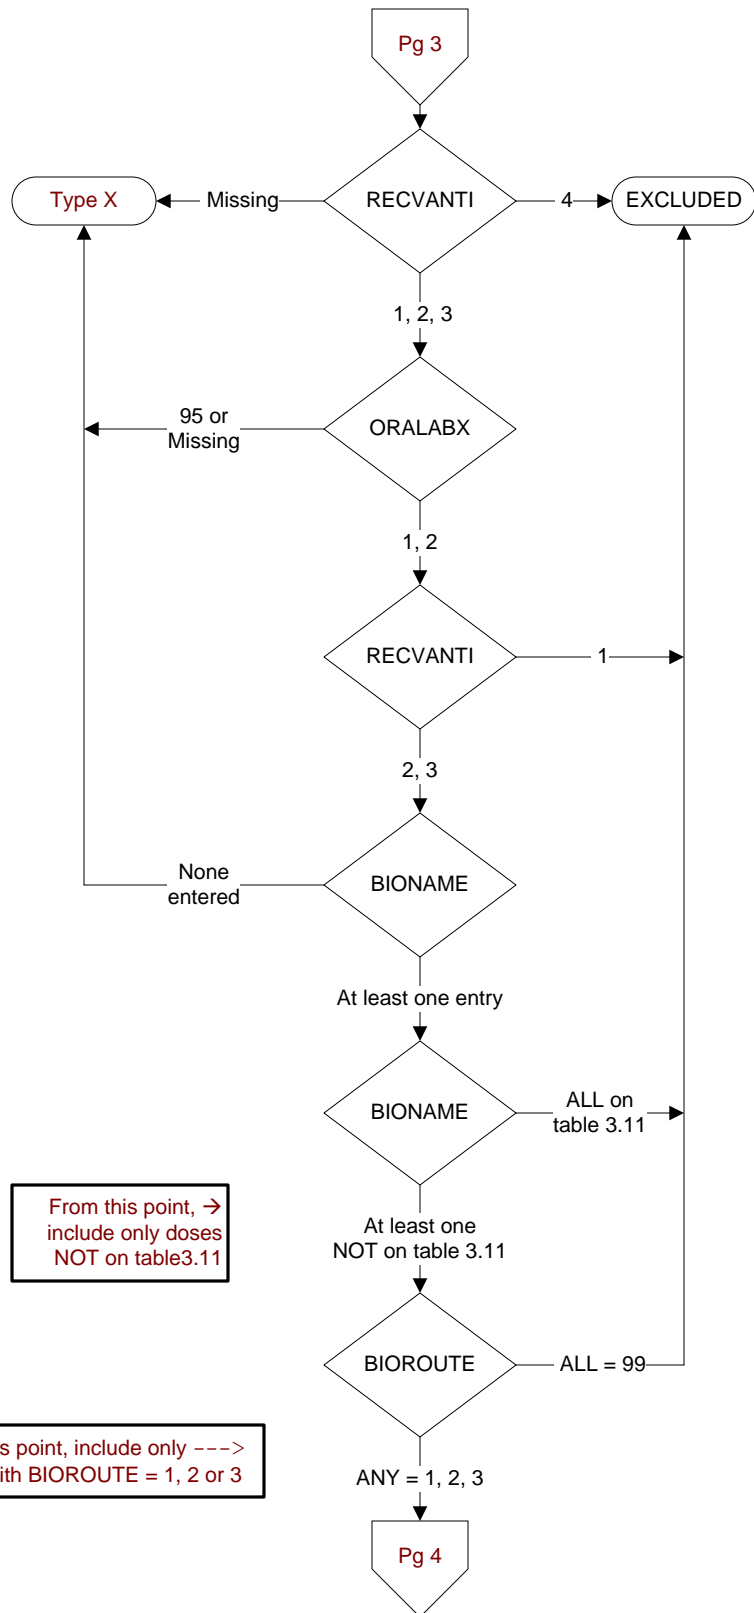 Pg 3
Type X
Missing
RECVANTI
4
EXCLUDED
1, 2, 3
95 or
Missing
ORALABX
1, 2
RECVANTI
1
2, 3
None
entered
BIONAME
At least one entry
BIONAME
ALL on
table 3.11
From this point, →
include only doses
NOT on table3.11
At least one
NOT on table 3.11
BIOROUTE
ALL = 99
s point, include only --->
ith BIOROUTE = 1, 2 or 3
ANY = 1, 2, 3
Pg 4